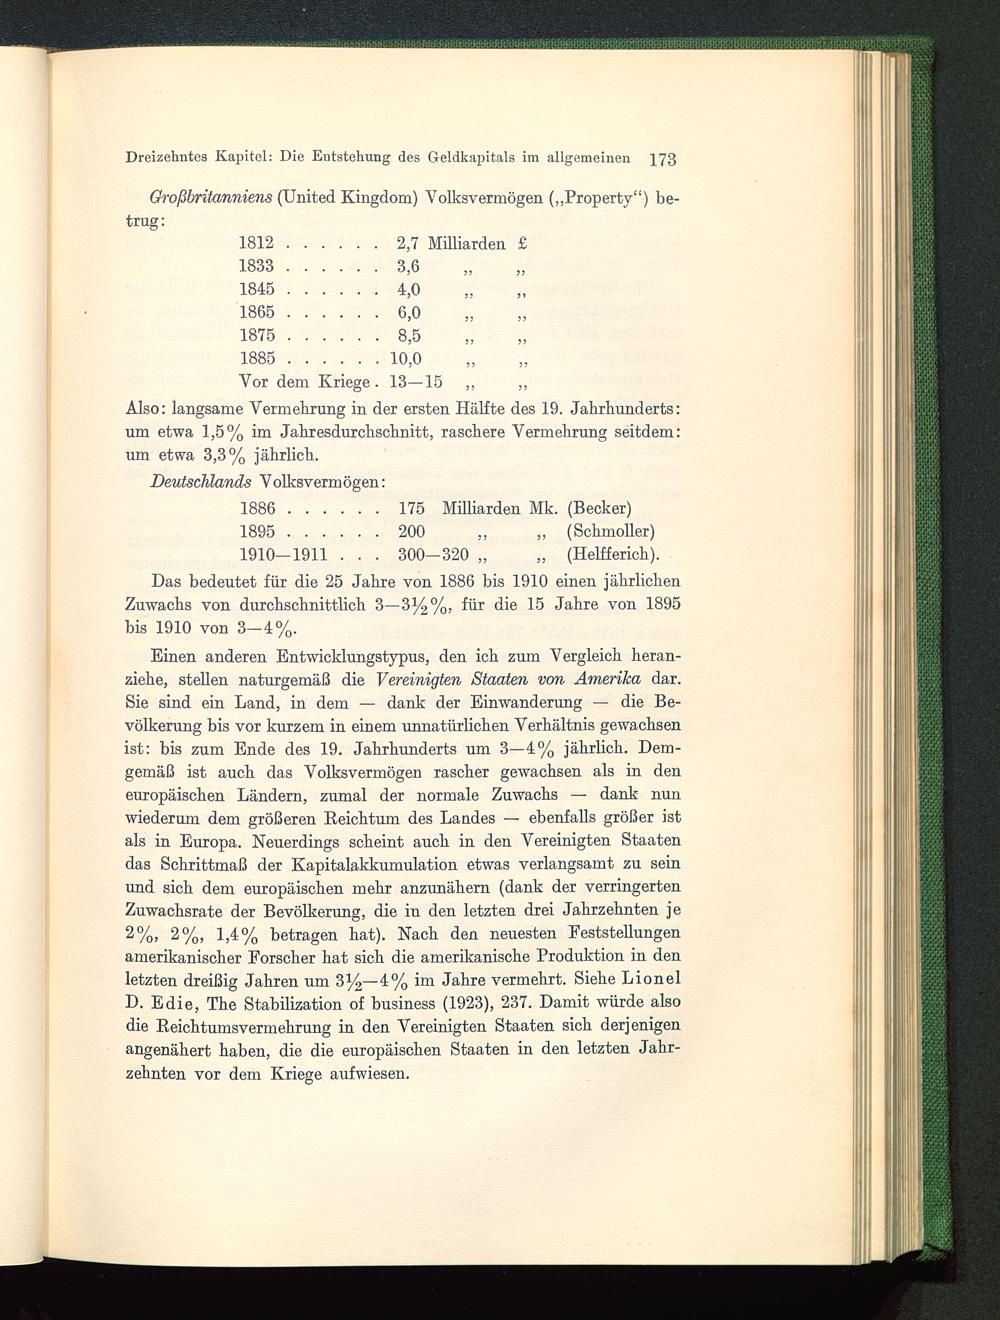 Dreizehntes Kapitel: Die Entstehung des Geldkapitals im allgemeinen 173
Großbritanniens (United Kingdom) Volksvermögen („Property“) be-
trug:
1812 . . . . . . 2,7 Milliarden £
1833 . . . . . . 3,6 „ „
1845 . . . . . . 4,0 „ „
1865 . . . . . . 6,0 „ „
1875 . . . . . . 8,5 „ „
1885 . . . . . . 10,0 „ „
Vor dem Kriege . 13—15 „ „
Also: langsame Vermehrung in der ersten Hälfte des 19. Jahrhunderts:
um etwa 1,5% im Jahresdurchschnitt, raschere Vermehrung seitdem:
um etwa 3,3% jährlich.
Deutschlands Volksvermögen:
1886 . . . . . . 175 Milliarden Mk. (Becker)
1895 . . . . . . 200 „ „ (Schmoller)
1910—1911 . . . 300—320 „ „ (Helfferich).
Das bedeutet für die 25 Jahre von 1886 bis 1910 einen jährlichen
Zuwachs von durchschnittlich 3—3½%, für die 15 Jahre von 1895
bis 1910 von 3—4%.
Einen anderen Entwicklungstypus, den ich zum Vergleich heran-
ziehe, stellen naturgemäß die Vereinigten Staaten von Amerika dar.
Sie sind ein Land, in dem — dank der Einwanderung — die Be-
völkerung bis vor kurzem in einem unnatürlichen Verhältnis gewachsen
ist: bis zum Ende des 19. Jahrhunderts um 3—4% jährlich. Dem-
gemäß ist auch das Volksvermögen rascher gewachsen als in den
europäischen Ländern, zumal der normale Zuwachs — dank nun
wiederum dem größeren Reichtum des Landes — ebenfalls größer ist
als in Europa. Neuerdings scheint auch in den Vereinigten Staaten
das Schrittmaß der Kapitalakkumulation etwas verlangsamt zu sein
und sich dem europäischen mehr anzunähern (dank der verringerten
Zuwachsrate der Bevölkerung, die in den letzten drei Jahrzehnten je
2%, 2%, 1,4% betragen hat). Nach den neuesten Feststellungen
amerikanischer Forscher hat sich die amerikanische Produktion in den
letzten dreißig Jahren um 3½—4% im Jahre vermehrt. Siehe Lionel
D. Edie, The Stabilization of business (1923), 237. Damit würde also
die Reichtumsvermehrung in den Vereinigten Staaten sich derjenigen
angenähert haben, die die europäischen Staaten in den letzten Jahr-
zehnten vor dem Kriege aufwiesen.